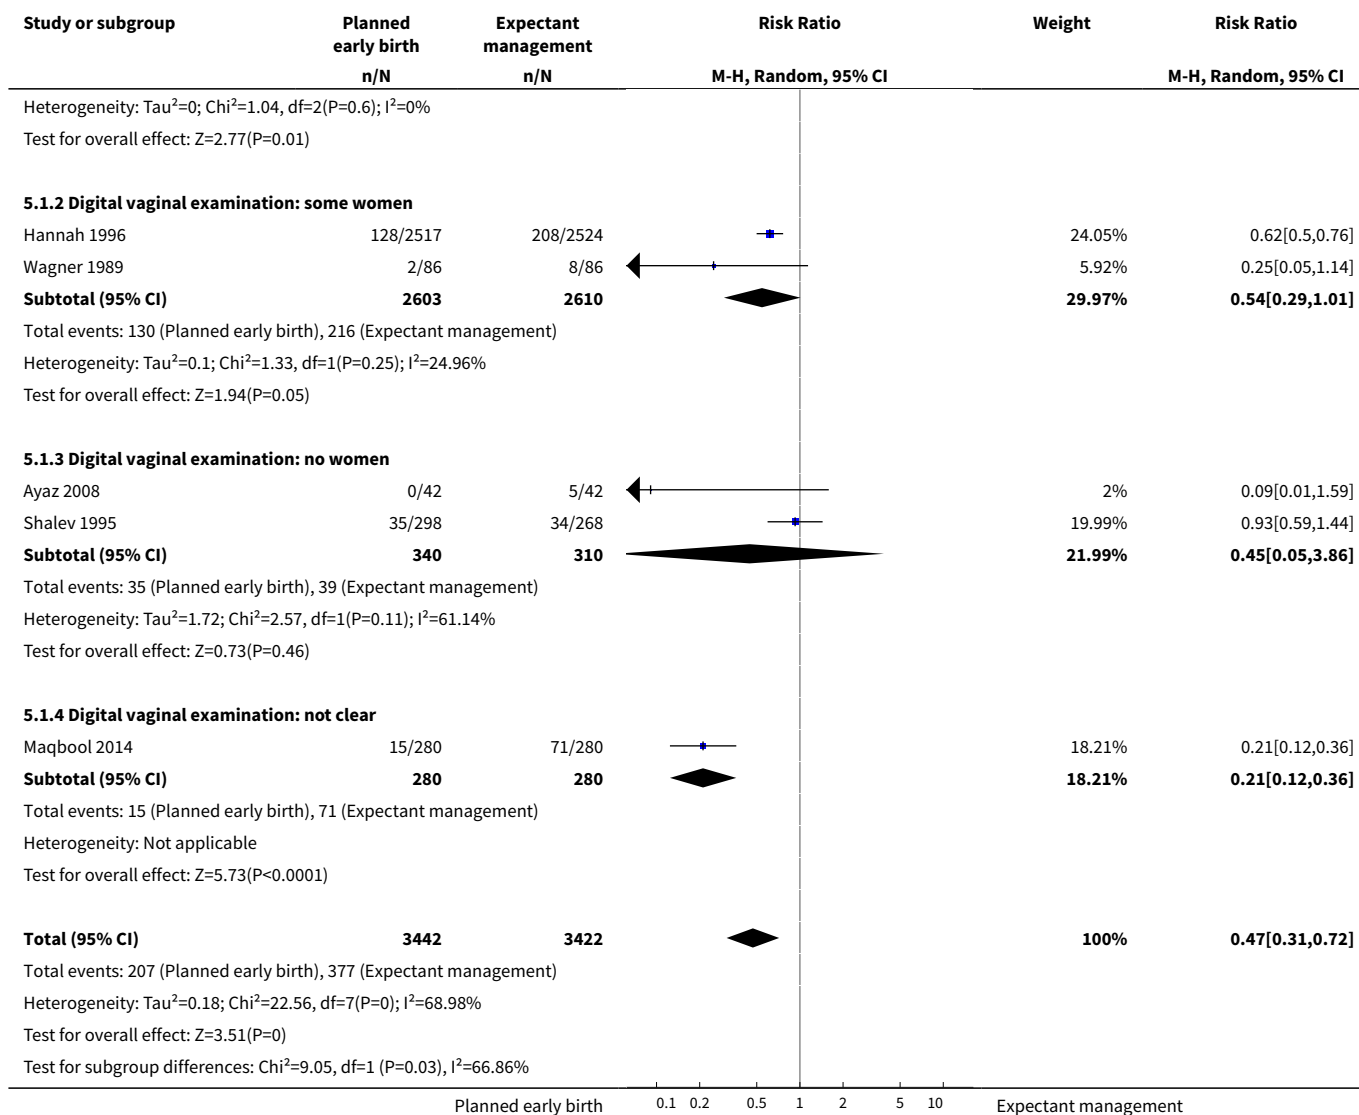 Study or subgroup Planned early birth Expectant management Risk Ratio Weight Risk Ratio
n/N n/N M-H, Random, 95% CI M-H, Random, 95% CI
Heterogeneity: Tau²=0; Chi²=1.04, df=2(P=0.6); I²=0%
Test for overall effect: Z=2.77(P=0.01)
5.1.2 Digital vaginal examination: some women
Hannah 1996 128/2517 208/2524 24.05% 0.62[0.5,0.76]
Wagner 1989 2/86 8/86 5.92% 0.25[0.05,1.14]
Subtotal (95% CI) 2603 2610 29.97% 0.54[0.29,1.01]
Total events: 130 (Planned early birth), 216 (Expectant management)
Heterogeneity: Tau²=0.1; Chi²=1.33, df=1(P=0.25); I²=24.96%
Test for overall effect: Z=1.94(P=0.05)
5.1.3 Digital vaginal examination: no women
Ayaz 2008 0/42 5/42 2% 0.09[0.01,1.59]
Shalev 1995 35/298 34/268 19.99% 0.93[0.59,1.44]
Subtotal (95% CI) 340 310 21.99% 0.45[0.05,3.86]
Total events: 35 (Planned early birth), 39 (Expectant management)
Heterogeneity: Tau²=1.72; Chi²=2.57, df=1(P=0.11); I²=61.14%
Test for overall effect: Z=0.73(P=0.46)
5.1.4 Digital vaginal examination: not clear
Maqbool 2014 15/280 71/280 18.21% 0.21[0.12,0.36]
Subtotal (95% CI) 280 280 18.21% 0.21[0.12,0.36]
Total events: 15 (Planned early birth), 71 (Expectant management)
Heterogeneity: Not applicable
Test for overall effect: Z=5.73(P<0.0001)
Total (95% CI) 3442 3422 100% 0.47[0.31,0.72]
Total events: 207 (Planned early birth), 377 (Expectant management)
Heterogeneity: Tau²=0.18; Chi²=22.56, df=7(P=0); I²=68.98%
Test for overall effect: Z=3.51(P=0)
Test for subgroup differences: Chi²=9.05, df=1 (P=0.03), I²=66.86%
Planned early birth 0.1 0.2 0.5 1 2 5 10 Expectant management